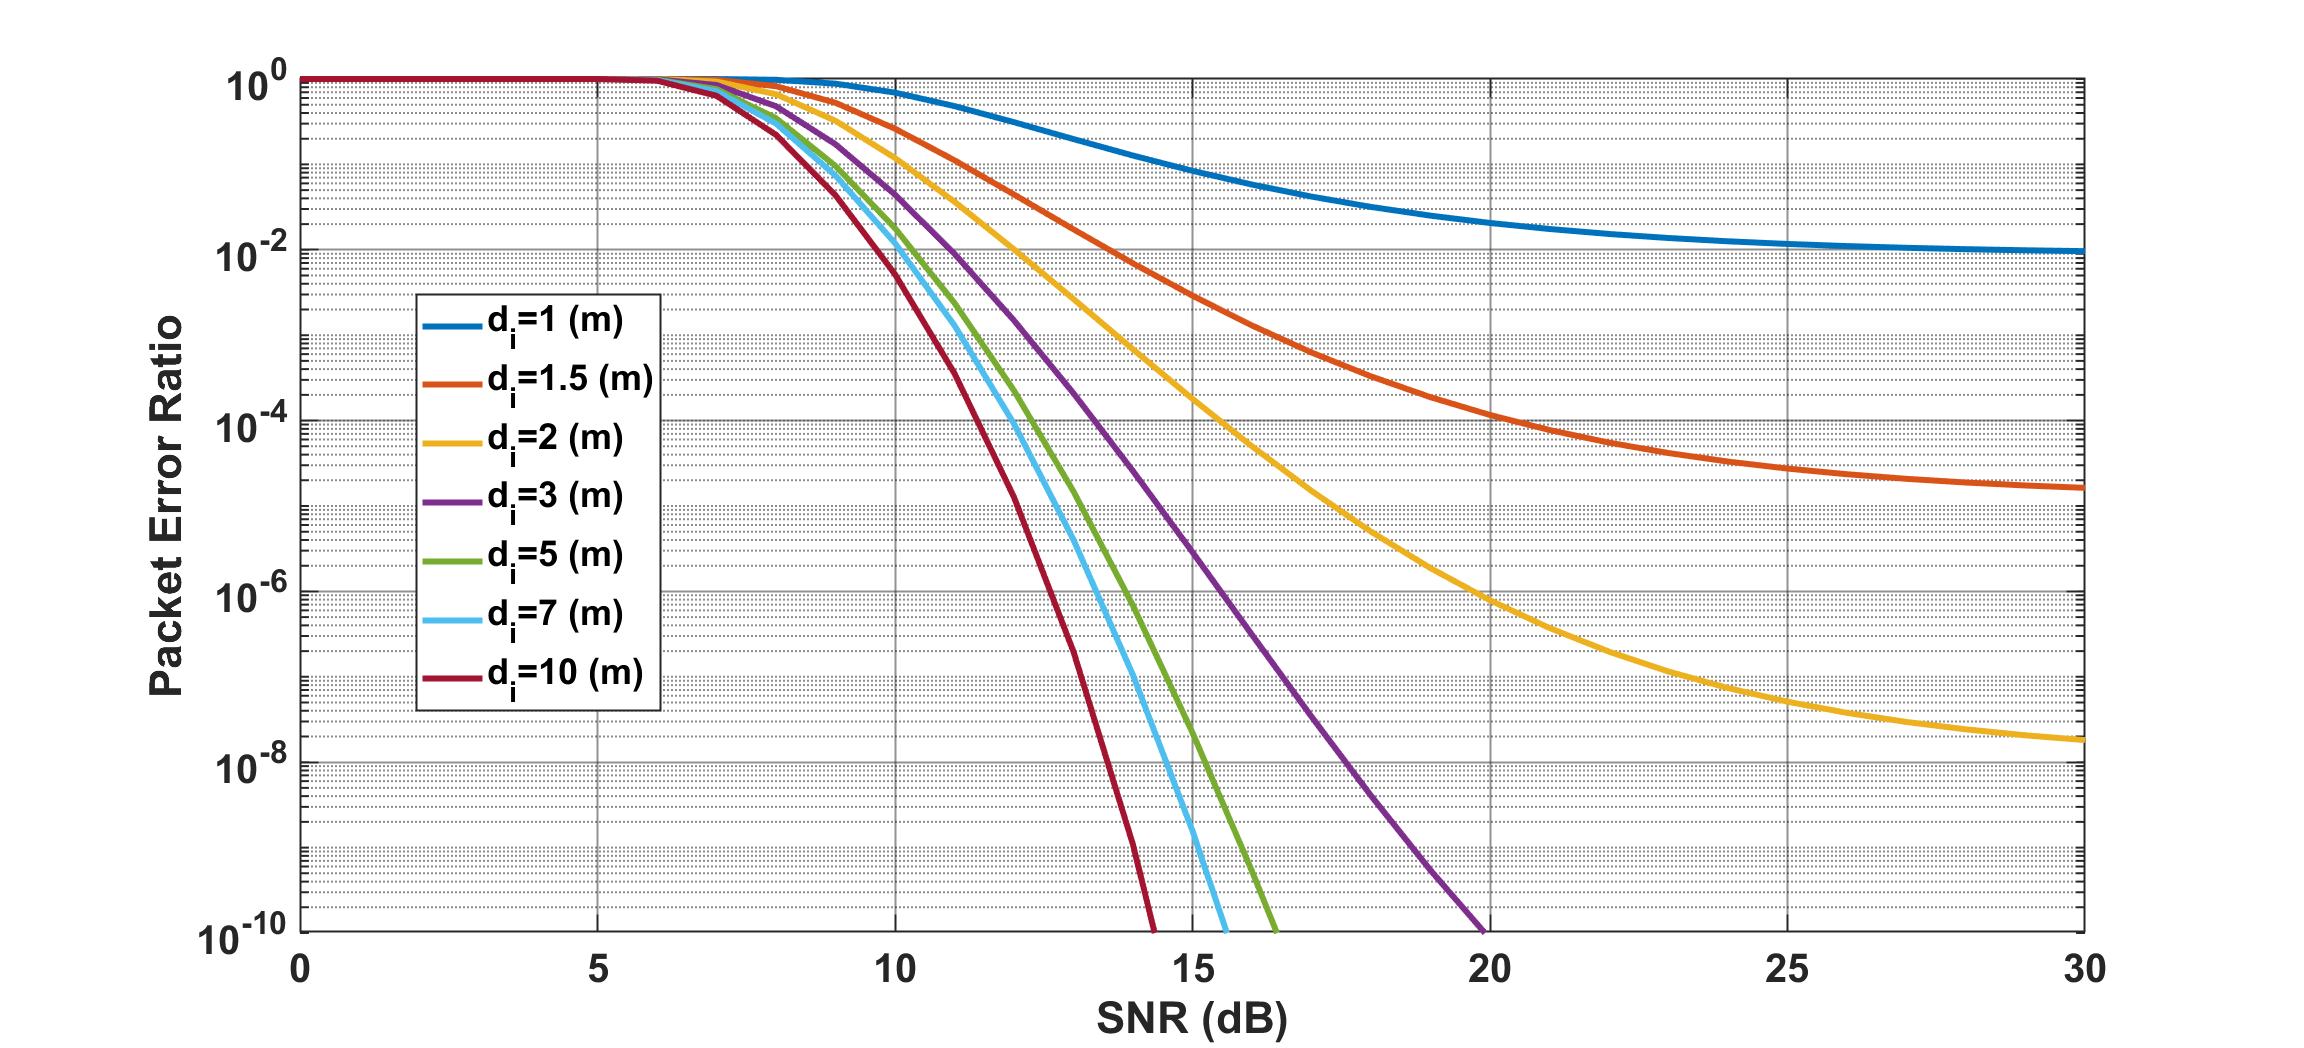 10^0
10^-2
10^-4
10^-6
10^-8
10^-10
Packet Error Ratio
d_i=1 (m)
d_i=1.5 (m)
d_i=2 (m)
d_i=3 (m)
d_i=5 (m)
d_i=7 (m)
d_i=10 (m)
0 5 10 15 20 25 30
SNR (dB)